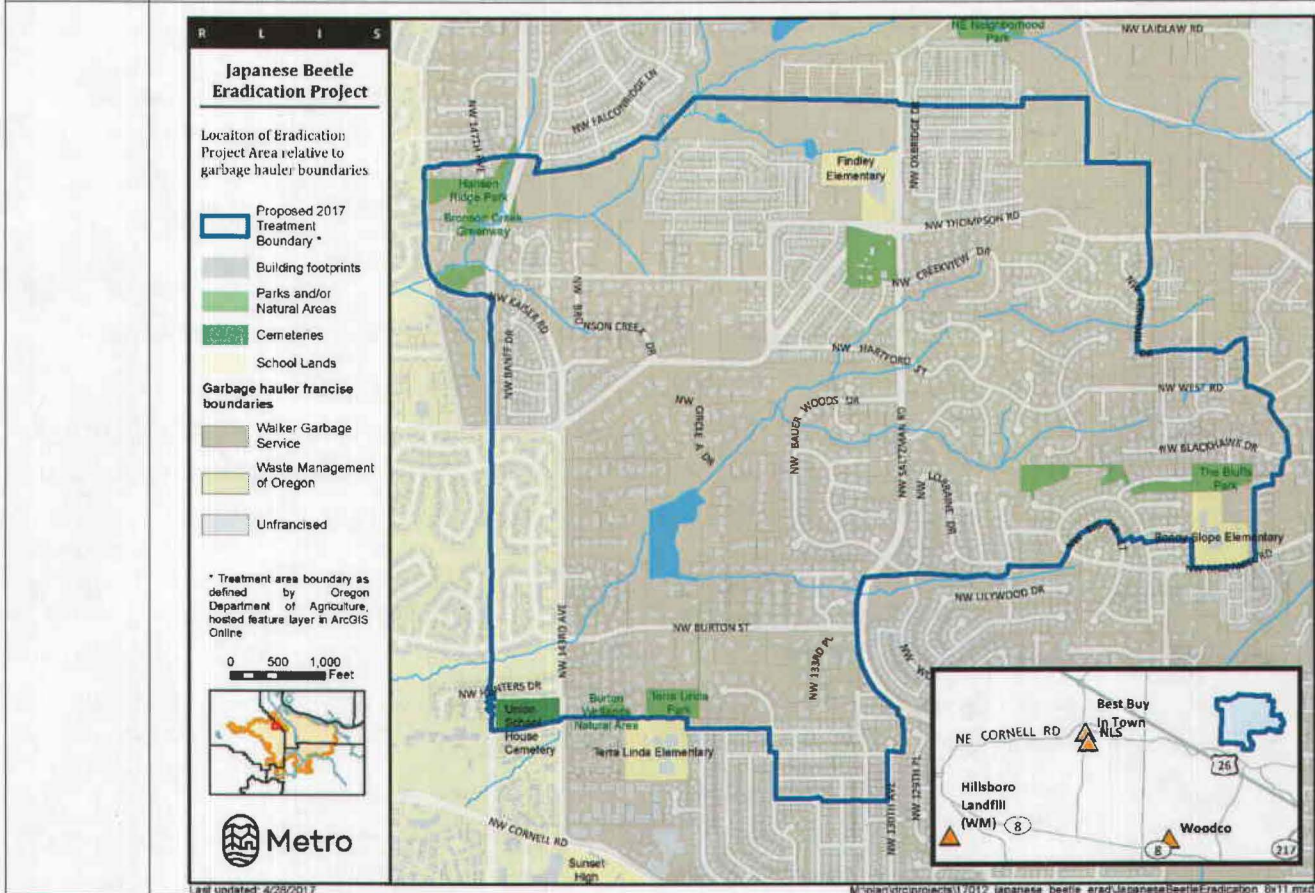 R L I S
Japanese Beetle
Eradication Project
Locaiton of Eradication
Project Area relative to
garbage hauler boundaries
Proposed 2017
Treatment
Boundary *
Building footprints
Parks and/or
Natural Areas
Cemeteries
School Lands
Garbage hauler francise
boundaries
Walker Garbage
Service
Waste Management
of Oregon
Unfrancised
* Treatment area boundary as
defined by Oregon
Department of Agriculture,
hosted feature layer in ArcGIS
Online
0 500 1,000
Feet
Metro
Last updated: 4/28/2017
NE Neighborhood
Park
NW LAIDLAW RD
NW FALCONRIDGE LN
NW 147TH AVE
NW OXBRIDGE DR
Findley
Elementary
Hansen
Ridge Park
Bronson Creek
Greenway
NW THOMPSON RD
NW CREEKVIEW DR
NW KAISER RD
NW BRONSON CREEK DR
NW BANFF DR
NW HARTFORD ST
NW WEST RD
NW CIRCLE A DR
NW BAUER WOODS DR
NW SALTZMAN RD
NW BLACKHAWK DR
NW LORRAINE DR
The Bluffs
Park
Bonny Slope Elementary
NW LILYWOOD DR
NW 143RD AVE
NW BURTON ST
NW 133RD PL
NW HUNTERS DR
Union
School
House
Cemetery
Burton
Wetlands
Natural Area
Terra Linda
Park
Terra Linda Elementary
NW 130TH AVE
NW 129TH PL
NW CORNELL RD
Sunset
High
Best Buy
In Town
NLS
NE CORNELL RD
26
Hillsboro
Landfill
(WM)
8
Woodco
8
217